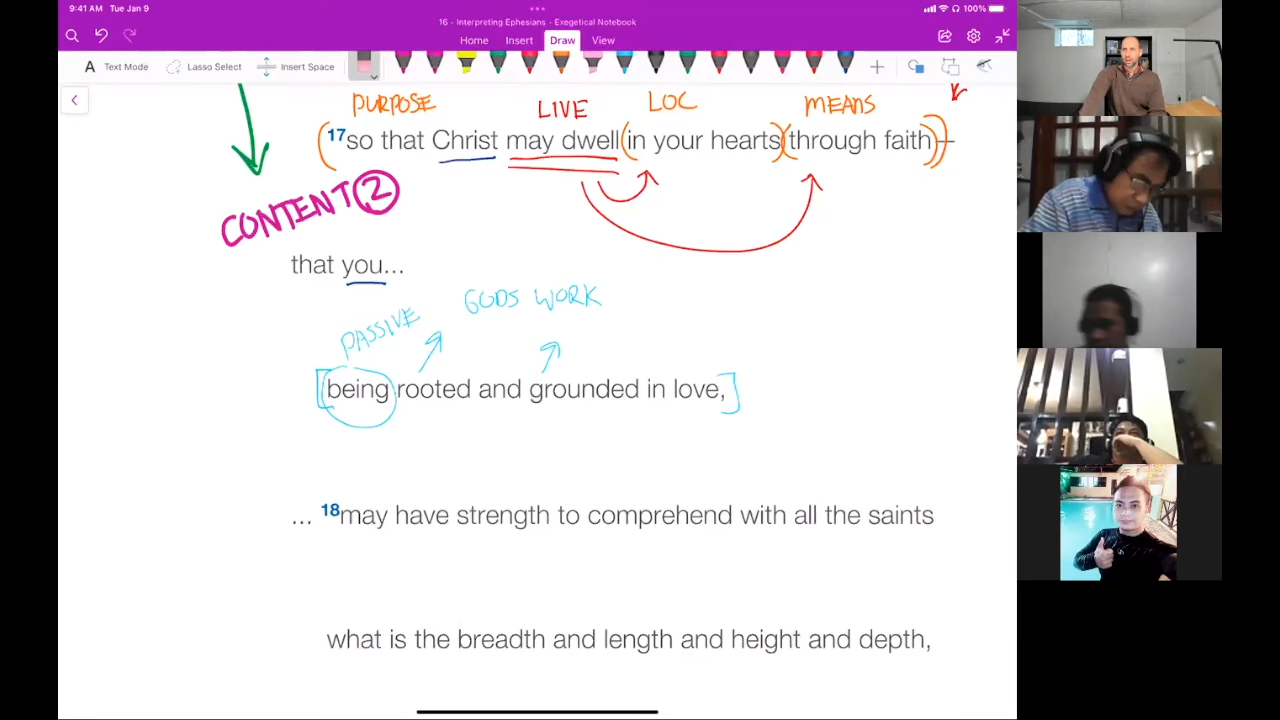 9:41 AM Tue Jan 9
100%
16 - Interpreting Ephesians - Exegetical Notebook
Home Insert Draw View
A Text Mode Lasso Select Insert Space
PURPOSE LIVE LOC MEANS
17so that Christ may dwell in your hearts through faith—
CONTENT 2
that you...
PASSIVE GODS WORK
being rooted and grounded in love,
... 18may have strength to comprehend with all the saints
what is the breadth and length and height and depth,